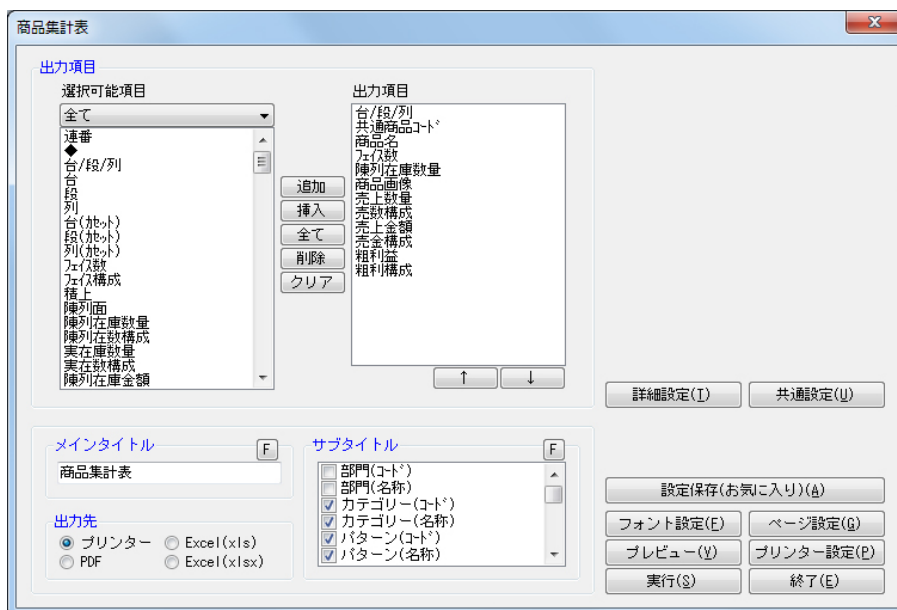 商品集計表
出力項目
選択可能項目
全て
連番
◆
台/段/列
台
段
列
台(ｶｾｯﾄ)
段(ｶｾｯﾄ)
列(ｶｾｯﾄ)
ﾌｪｲｽ数
ﾌｪｲｽ構成
積上
陳列面
陳列在庫数量
陳列在数構成
実在庫数量
実在数構成
陳列在庫金額
追加
挿入
全て
削除
クリア
出力項目
台/段/列
共通商品ｺｰﾄﾞ
商品名
ﾌｪｲｽ数
陳列在庫数量
商品画像
売上数量
売数構成
売上金額
売金構成
粗利益
粗利構成
↑ ↓
詳細設定(T) 共通設定(U)
メインタイトル F
商品集計表
出力先
プリンター Excel(xls)
PDF Excel(xlsx)
サブタイトル F
部門(ｺｰﾄﾞ)
部門(名称)
カテゴリー(ｺｰﾄﾞ)
カテゴリー(名称)
パターン(ｺｰﾄﾞ)
パターン(名称)
設定保存(お気に入り)(A)
フォント設定(F) ページ設定(G)
プレビュー(V) プリンター設定(P)
実行(S) 終了(E)